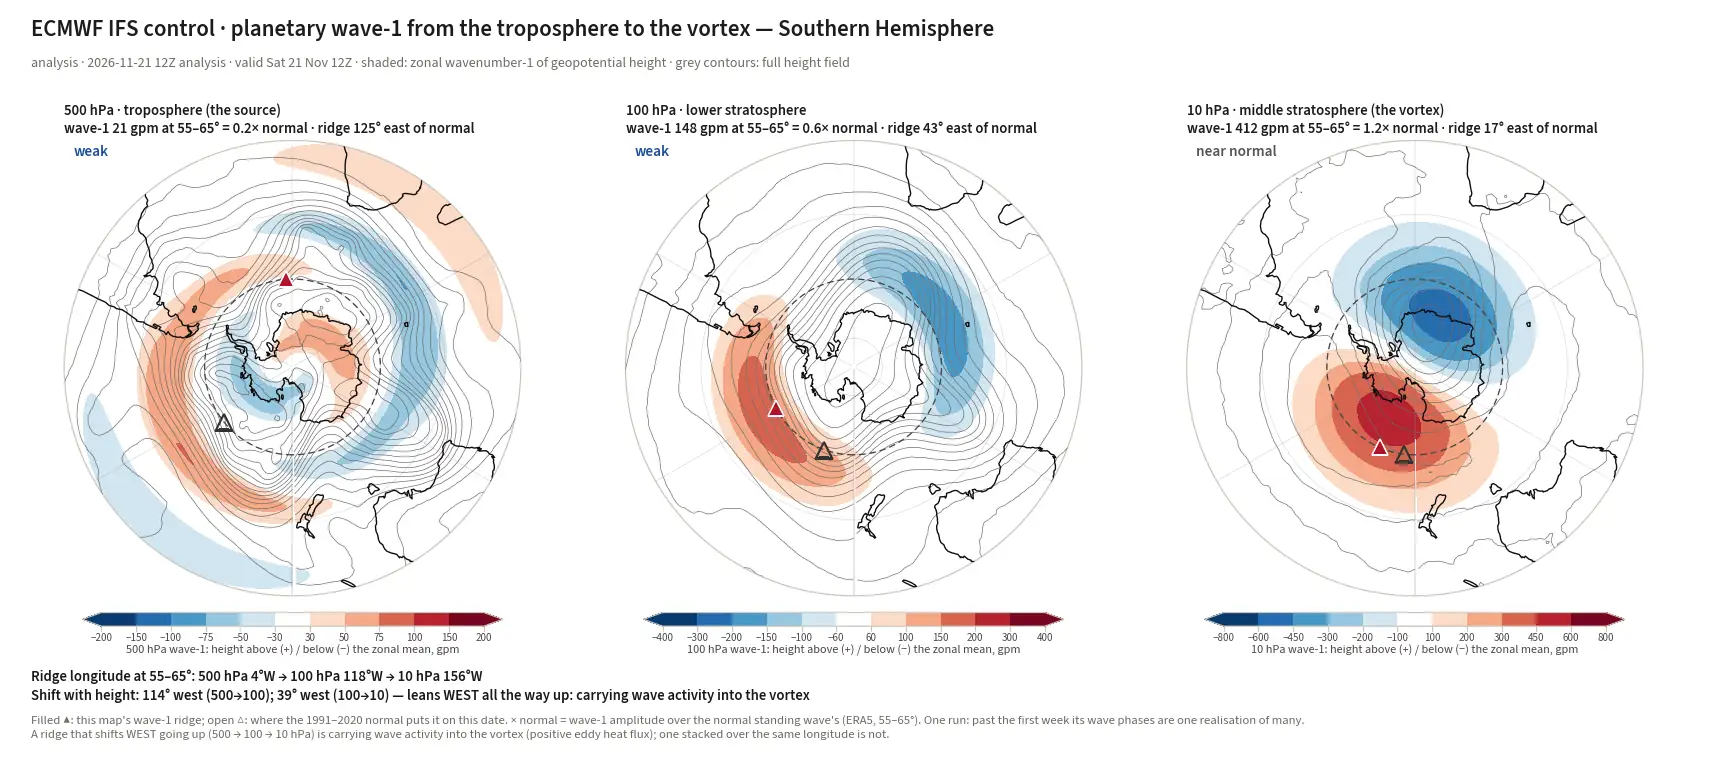 ECMWF IFS control · planetary wave-1 from the troposphere to the vortex — Southern Hemisphere
analysis · 2026-11-21 12Z analysis · valid Sat 21 Nov 12Z · shaded: zonal wavenumber-1 of geopotential height · grey contours: full height field
500 hPa · troposphere (the source)
wave-1 21 gpm at 55–65° = 0.2× normal · ridge 125° east of normal
weak
100 hPa · lower stratosphere
wave-1 148 gpm at 55–65° = 0.6× normal · ridge 43° east of normal
weak
10 hPa · middle stratosphere (the vortex)
wave-1 412 gpm at 55–65° = 1.2× normal · ridge 17° east of normal
near normal
−200 −150 −100 −75 −50 −30 30 50 75 100 150 200
500 hPa wave-1: height above (+) / below (−) the zonal mean, gpm
−400 −300 −200 −150 −100 −60 60 100 150 200 300 400
100 hPa wave-1: height above (+) / below (−) the zonal mean, gpm
−800 −600 −450 −300 −200 −100 100 200 300 450 600 800
10 hPa wave-1: height above (+) / below (−) the zonal mean, gpm
Ridge longitude at 55–65°: 500 hPa 4°W → 100 hPa 118°W → 10 hPa 156°W
Shift with height: 114° west (500→100); 39° west (100→10) — leans WEST all the way up: carrying wave activity into the vortex
Filled ▲: this map's wave-1 ridge; open △: where the 1991–2020 normal puts it on this date. × normal = wave-1 amplitude over the normal standing wave's (ERA5, 55–65°). One run: past the first week its wave phases are one realisation of many.
A ridge that shifts WEST going up (500 → 100 → 10 hPa) is carrying wave activity into the vortex (positive eddy heat flux); one stacked over the same longitude is not.